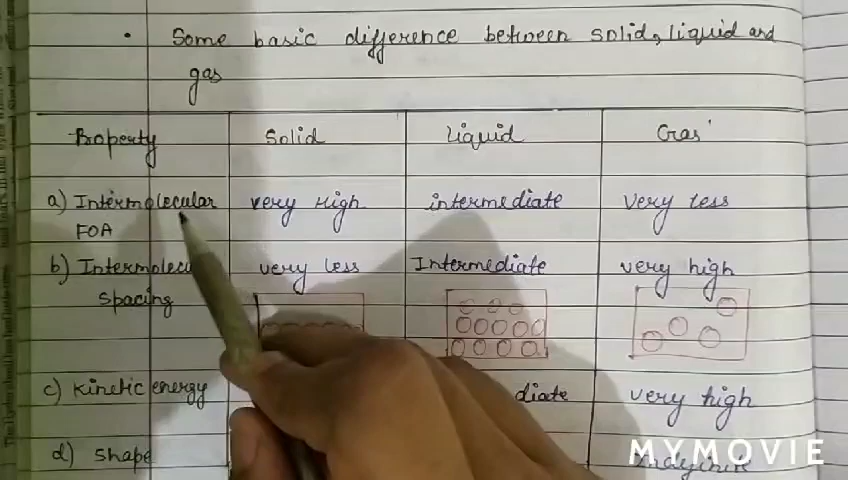 • Some basic difference between solid, liquid and
gas
Property Solid Liquid Gas
a) Intermolecular very High intermediate very less
FOA
b) Intermolecu very less Intermediate very high
spacing
c) Kinetic energy diate very high
d) shape
MYMOVIE